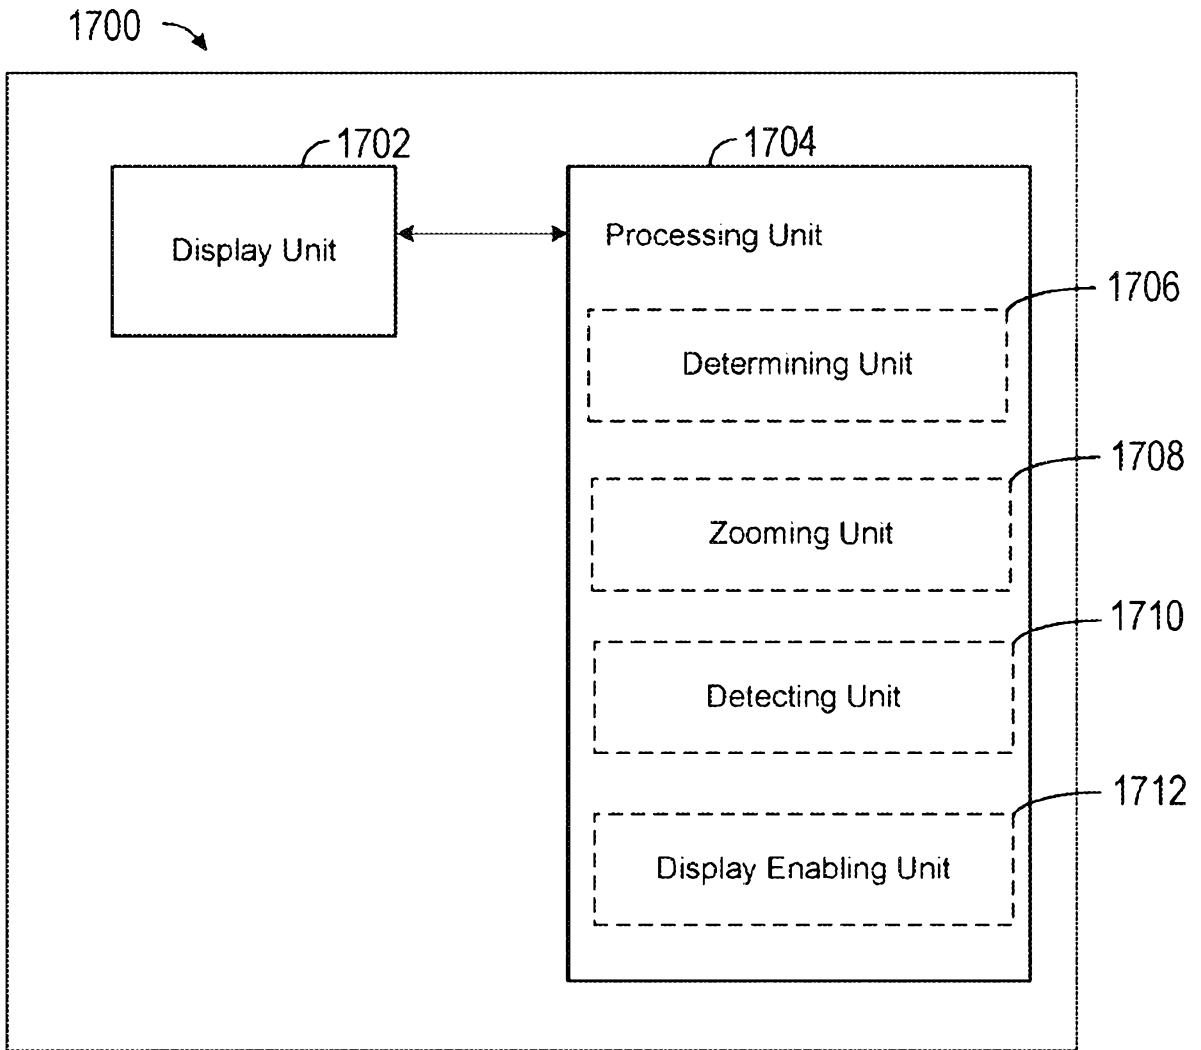 1700
1702
Display Unit
1704
Processing Unit
1706
Determining Unit
1708
Zooming Unit
1710
Detecting Unit
1712
Display Enabling Unit